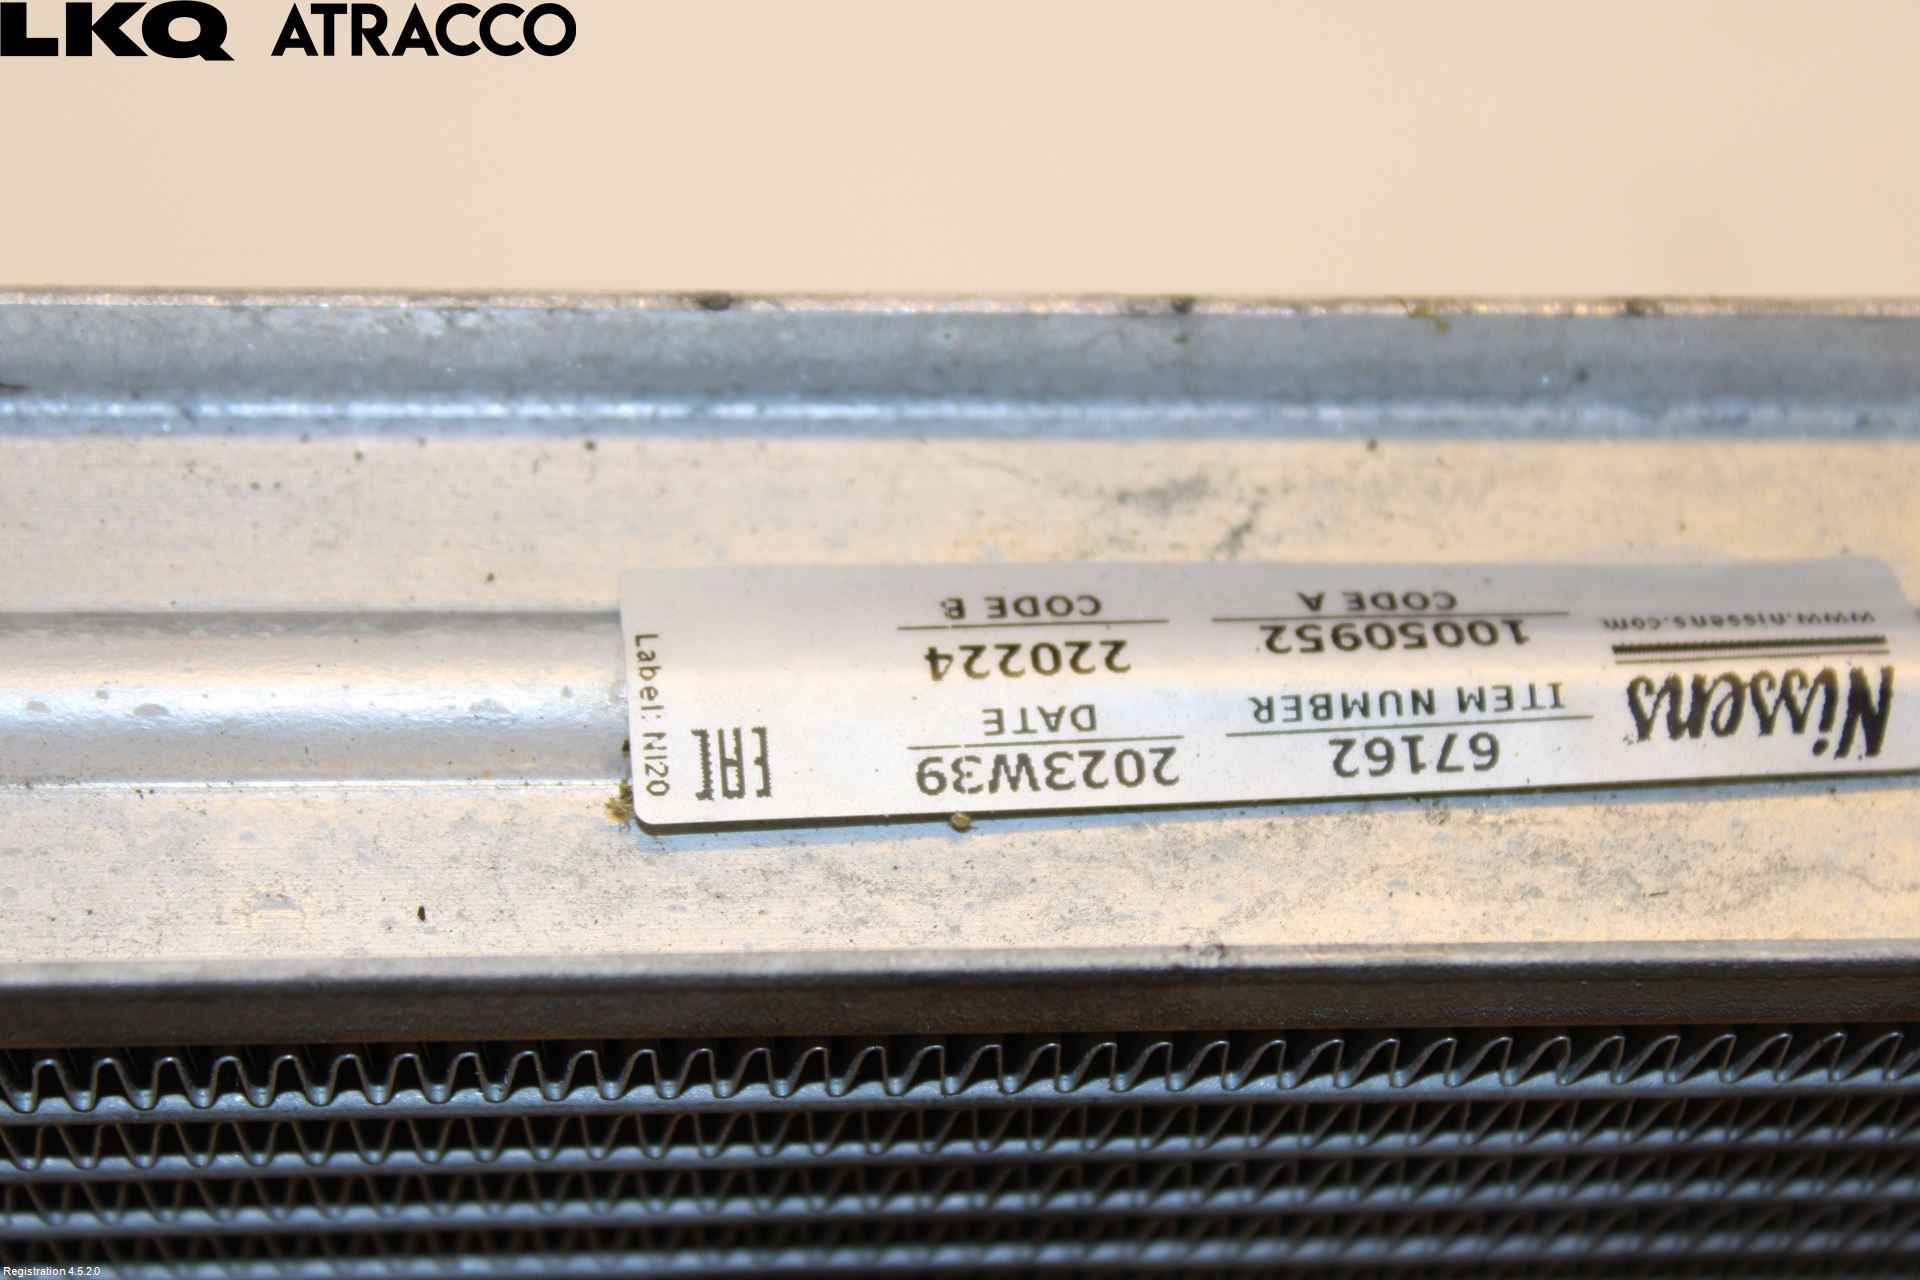 LKQ ATRACCO
Nissens
www.nissens.com
67162
ITEM NUMBER
10050952
CODE A
2023W39
DATE
220224
CODE B
EAC
Label: NI20
Registration 4.5.2.0